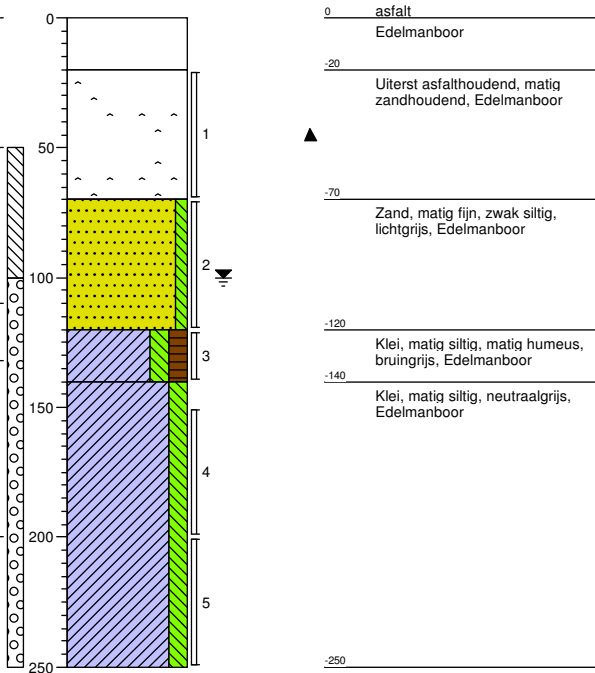 0
50
100
150
200
250
1
2
3
4
5
0
asfalt
Edelmanboor
-20
Uiterst asfalthoudend, matig
zandhoudend, Edelmanboor
-70
Zand, matig fijn, zwak siltig,
lichtgrijs, Edelmanboor
-120
Klei, matig siltig, matig humeus,
bruingrijs, Edelmanboor
-140
Klei, matig siltig, neutraalgrijs,
Edelmanboor
-250